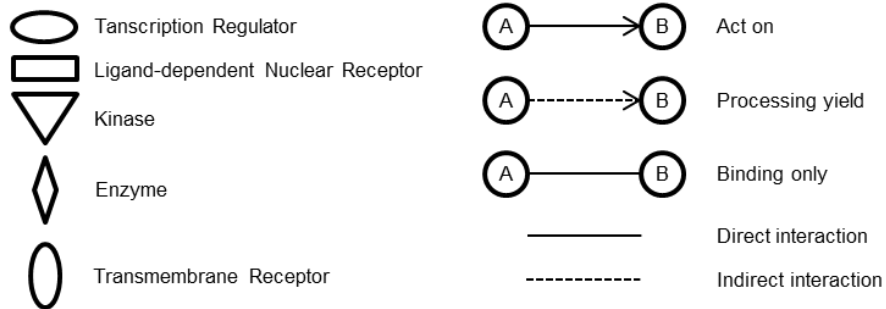 Tanscription Regulator
Ligand-dependent Nuclear Receptor
Kinase
Enzyme
Transmembrane Receptor
A B Act on
A B Processing yield
A B Binding only
Direct interaction
Indirect interaction